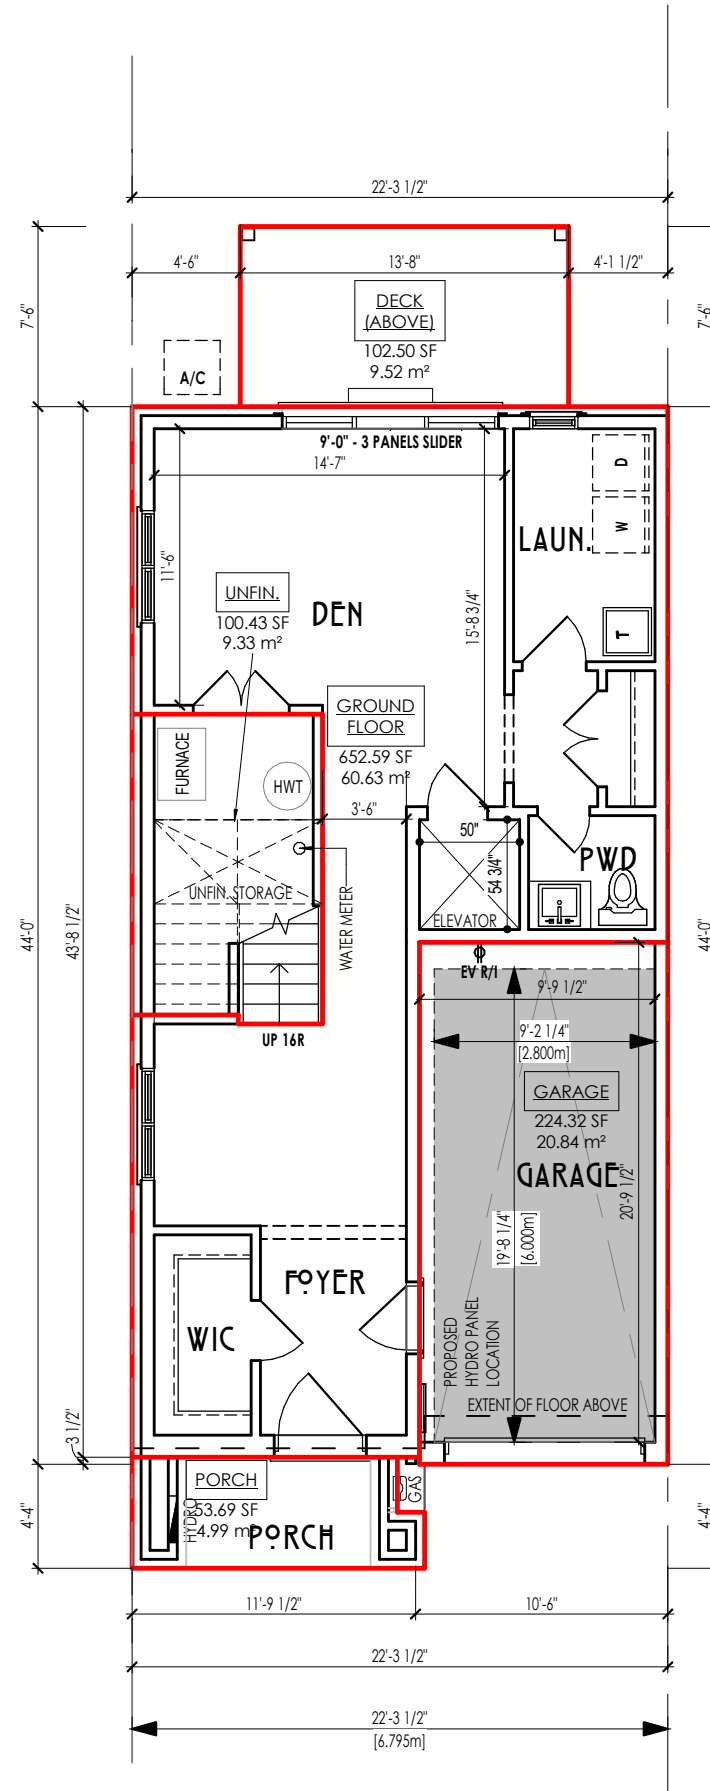 22'-3 1/2"
4'-6"
13'-8"
4'-1 1/2"
7'-6"
7'-6"
DECK
(ABOVE)
102.50 SF
9.52 m²
A/C
9'-0" - 3 PANELS SLIDER
14'-7"
D
W
LAUN.
T
11'-6"
15'-8 3/4"
UNFIN.
100.43 SF
9.33 m²
DEN
GROUND
FLOOR
652.59 SF
60.63 m²
FURNACE
HWT
3'-6"
50"
54 3/4"
ELEVATOR
PWD
UNFIN. STORAGE
WATER METER
44'-0"
43'-8 1/2"
44'-0"
EV R/I
9'-9 1/2"
UP 16R
9'-2 1/4"
[2.800m]
GARAGE
224.32 SF
20.84 m²
GARAGE
20'-9 1/2"
19'-8 1/4"
[6.000m]
FOYER
WIC
PROPOSED
HYDRO PANEL
LOCATION
EXTENT OF FLOOR ABOVE
3 1/2"
4'-4"
4'-4"
PORCH
53.69 SF
4.99 m²
HYDRO
PORCH
GAS
11'-9 1/2"
10'-6"
22'-3 1/2"
22'-3 1/2"
[6.795m]